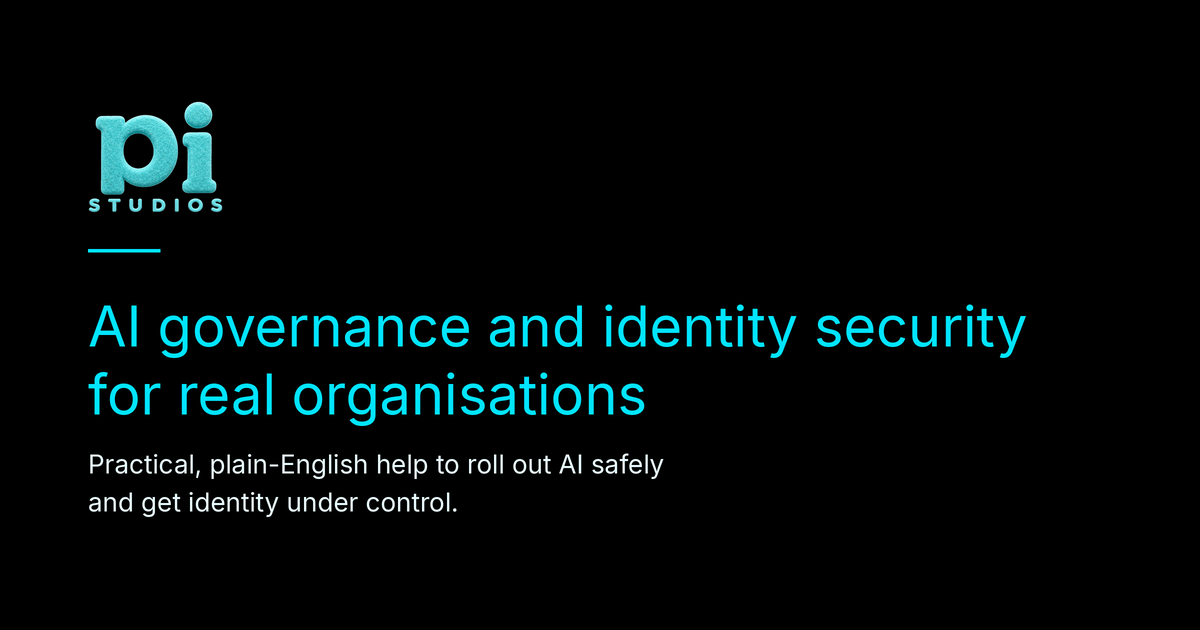 pi
STUDIOS
AI governance and identity security
for real organisations
Practical, plain-English help to roll out AI safely
and get identity under control.